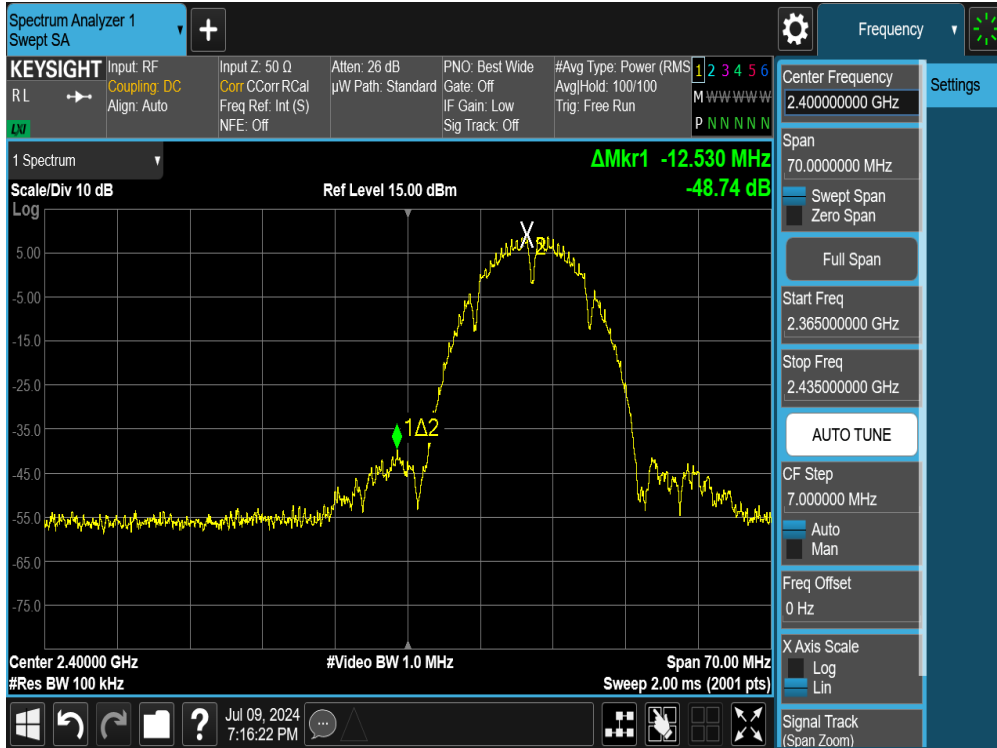 Spectrum Analyzer 1
Swept SA
+
Frequency
KEYSIGHT
RL
LXI
Input: RF
Coupling: DC
Align: Auto
Input Z: 50 Ω
Corr CCorr RCal
Freq Ref: Int (S)
NFE: Off
Atten: 26 dB
µW Path: Standard
PNO: Best Wide
Gate: Off
IF Gain: Low
Sig Track: Off
#Avg Type: Power (RMS
Avg|Hold: 100/100
Trig: Free Run
1 2 3 4 5 6
M W W W W W
P N N N N N
1 Spectrum
ΔMkr1 -12.530 MHz
-48.74 dB
Scale/Div 10 dB
Ref Level 15.00 dBm
Log
5.00
-5.00
-15.0
-25.0
-35.0
-45.0
-55.0
-65.0
-75.0
X2
1Δ2
Center 2.40000 GHz
#Video BW 1.0 MHz
Span 70.00 MHz
#Res BW 100 kHz
Sweep 2.00 ms (2001 pts)
Jul 09, 2024
7:16:22 PM
Center Frequency
2.400000000 GHz
Settings
Span
70.0000000 MHz
Swept Span
Zero Span
Full Span
Start Freq
2.365000000 GHz
Stop Freq
2.435000000 GHz
AUTO TUNE
CF Step
7.000000 MHz
Auto
Man
Freq Offset
0 Hz
X Axis Scale
Log
Lin
Signal Track
(Span Zoom)